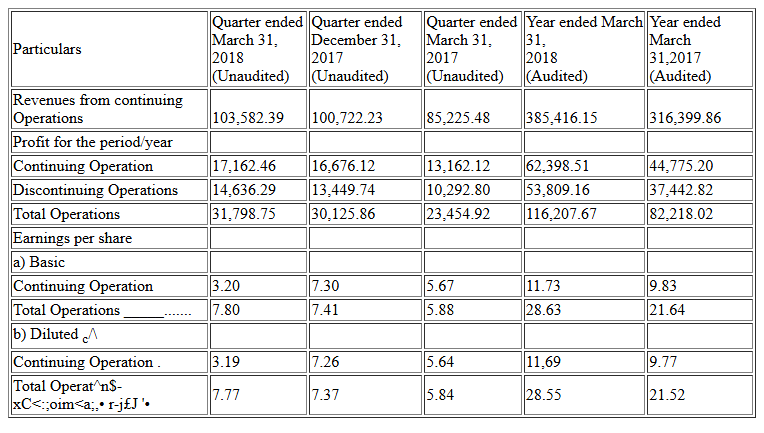 Particulars Quarter ended March 31, 2018 (Unaudited) Quarter ended December 31, 2017 (Unaudited) Quarter ended March 31, 2017 (Unaudited) Year ended March 31, 2018 (Audited) Year ended March 31,2017 (Audited)
Revenues from continuing Operations 103,582.39 100,722.23 85,225.48 385,416.15 316,399.86
Profit for the period/year
Continuing Operation 17,162.46 16,676.12 13,162.12 62,398.51 44,775.20
Discontinuing Operations 14,636.29 13,449.74 10,292.80 53,809.16 37,442.82
Total Operations 31,798.75 30,125.86 23,454.92 116,207.67 82,218.02
Earnings per share
a) Basic
Continuing Operation 3.20 7.30 5.67 11.73 9.83
Total Operations ______....... 7.80 7.41 5.88 28.63 21.64
b) Diluted c/\
Continuing Operation . 3.19 7.26 5.64 11,69 9.77
Total Operat^n$-xC<:;oim<a;,• r-j£J '• 7.77 7.37 5.84 28.55 21.52